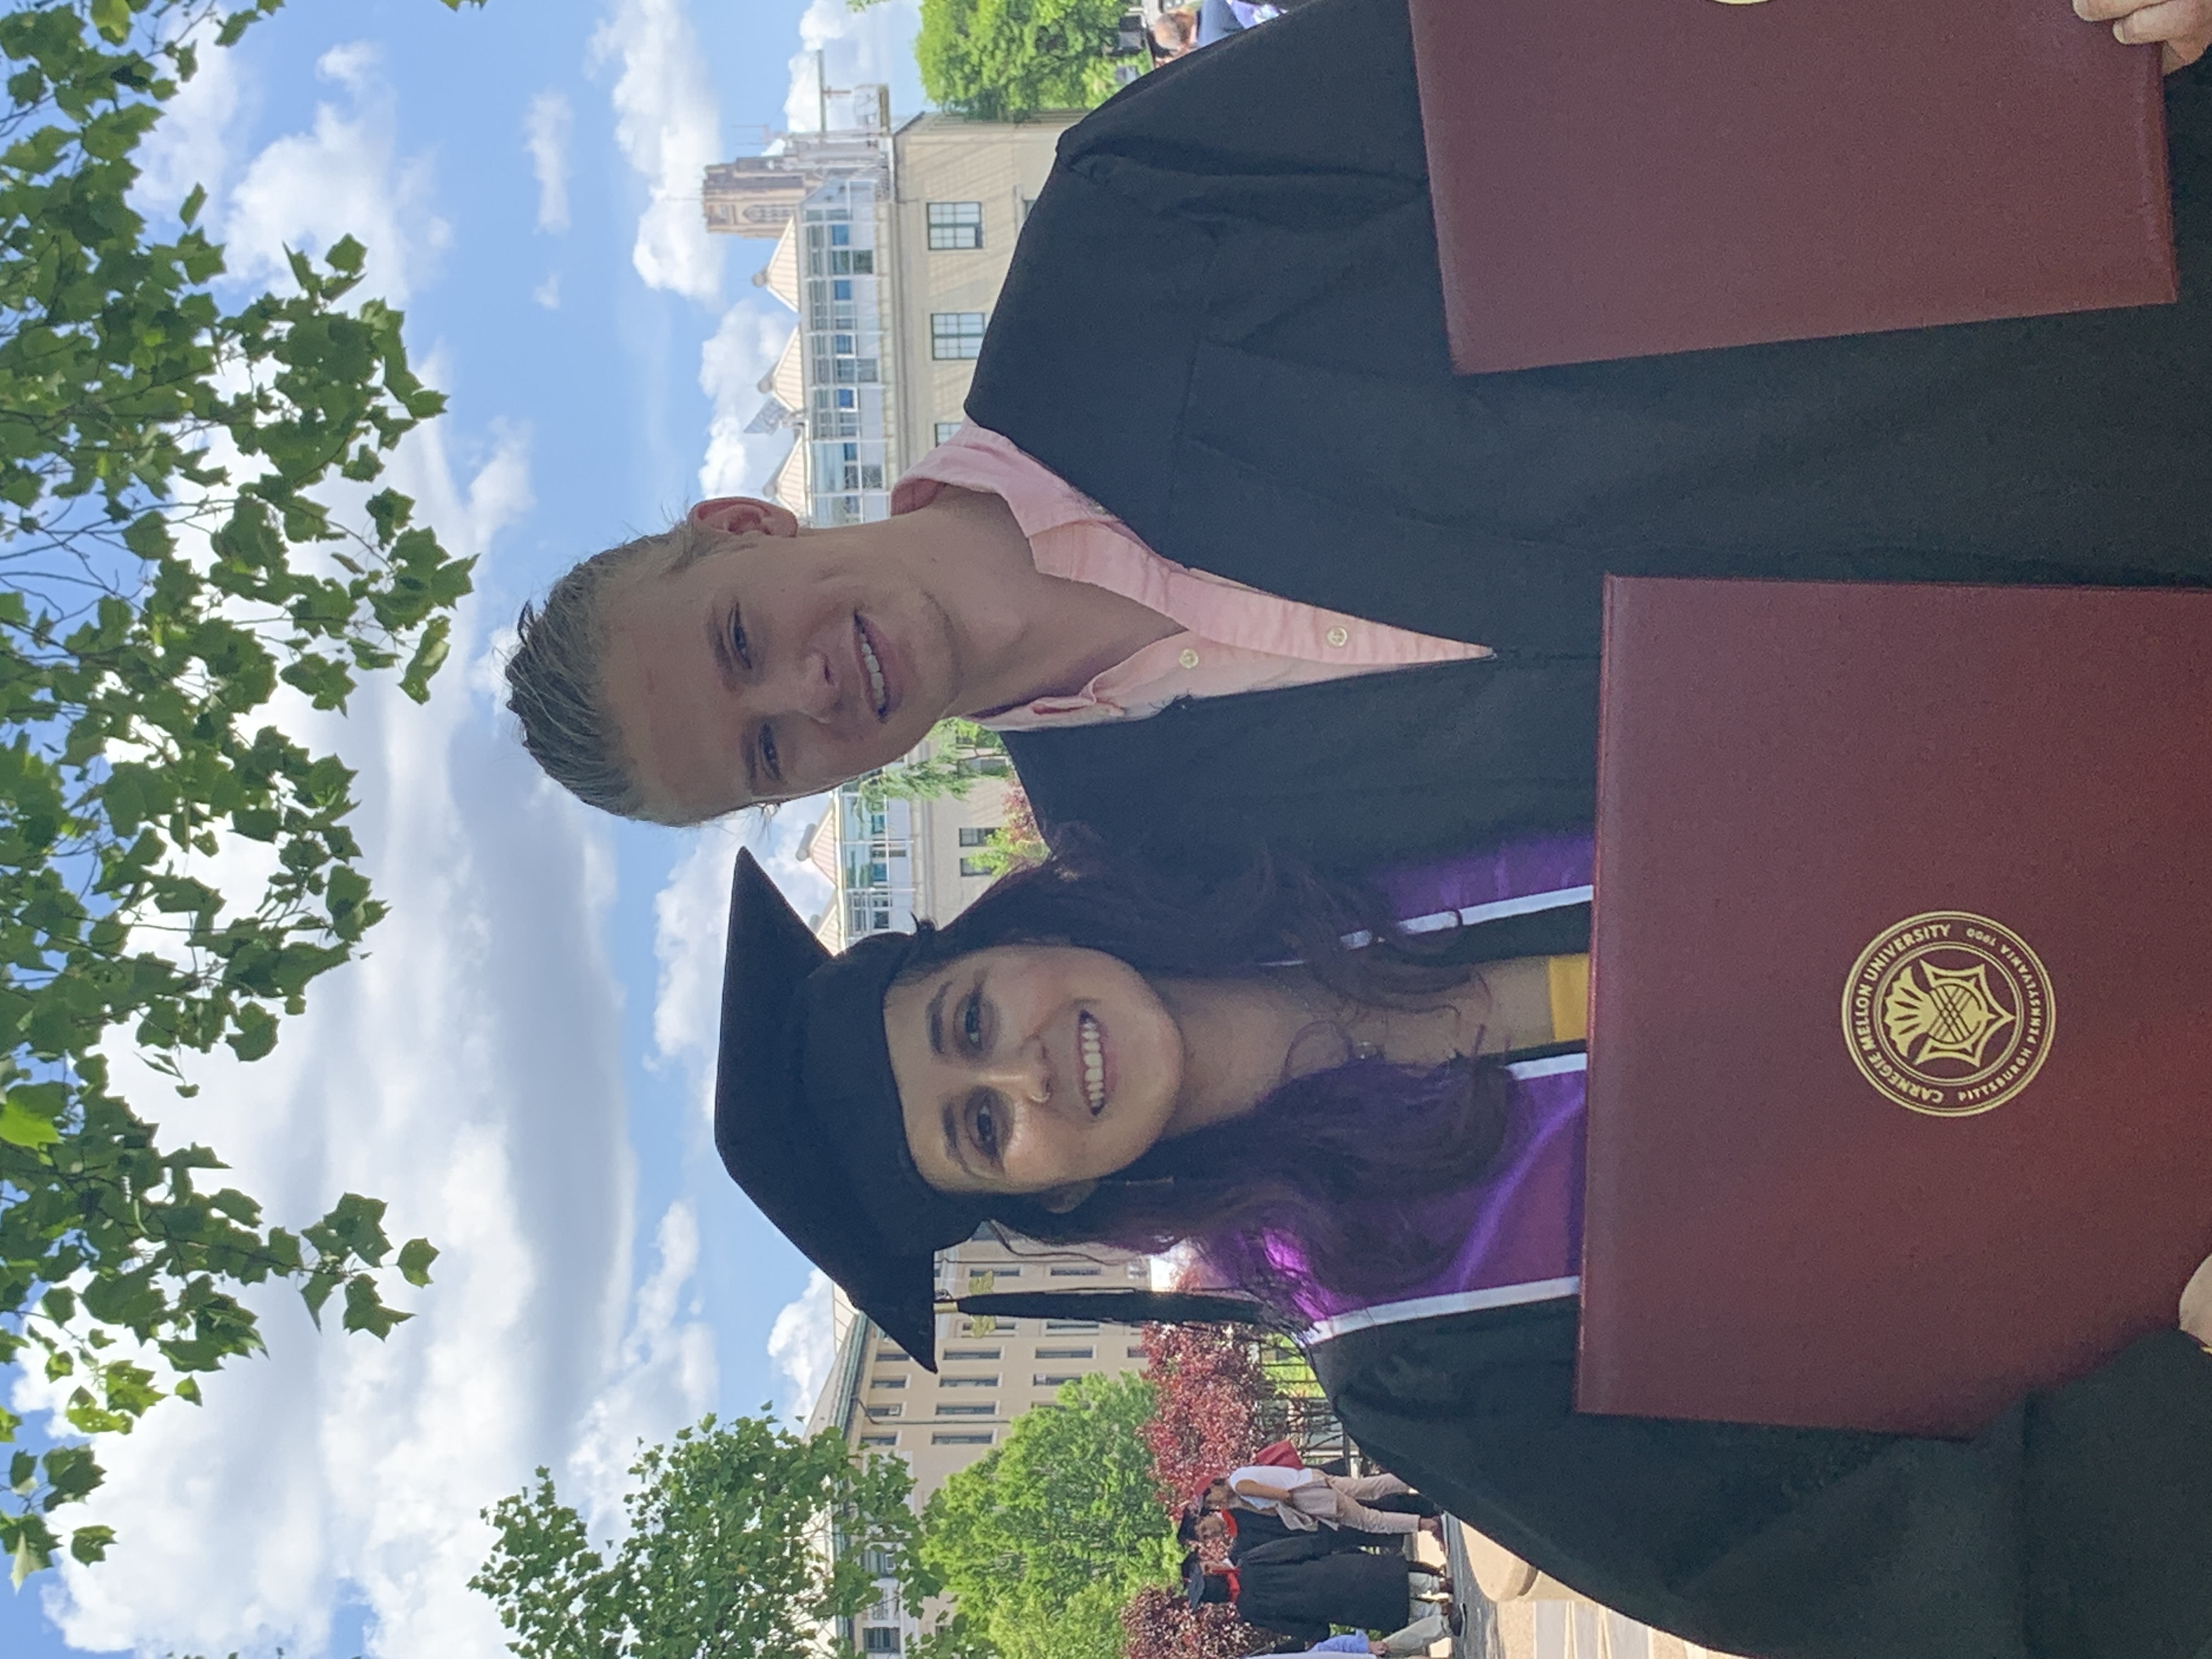 CARNEGIE MELLON UNIVERSITY
PITTSBURGH PENNSYLVANIA 1900